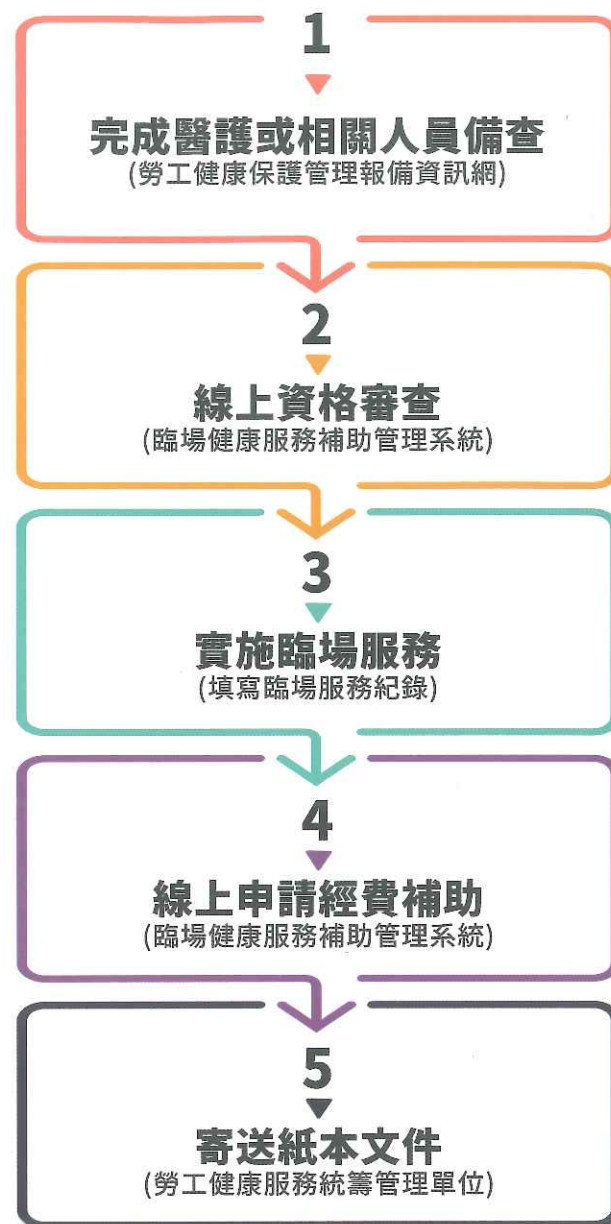 1
完成醫護或相關人員備查
(勞工健康保護管理報備資訊網)
2
線上資格審查
(臨場健康服務補助管理系統)
3
實施臨場服務
(填寫臨場服務紀錄)
4
線上申請經費補助
(臨場健康服務補助管理系統)
5
寄送紙本文件
(勞工健康服務統籌管理單位)